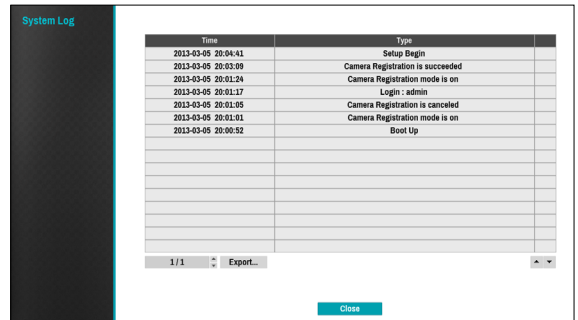 System Log
Time Type
2013-03-05 20:04:41 Setup Begin
2013-03-05 20:03:09 Camera Registration is succeeded
2013-03-05 20:01:24 Camera Registration mode is on
2013-03-05 20:01:17 Login : admin
2013-03-05 20:01:05 Camera Registration is canceled
2013-03-05 20:01:01 Camera Registration mode is on
2013-03-05 20:00:52 Boot Up
1 / 1 Export...
Close